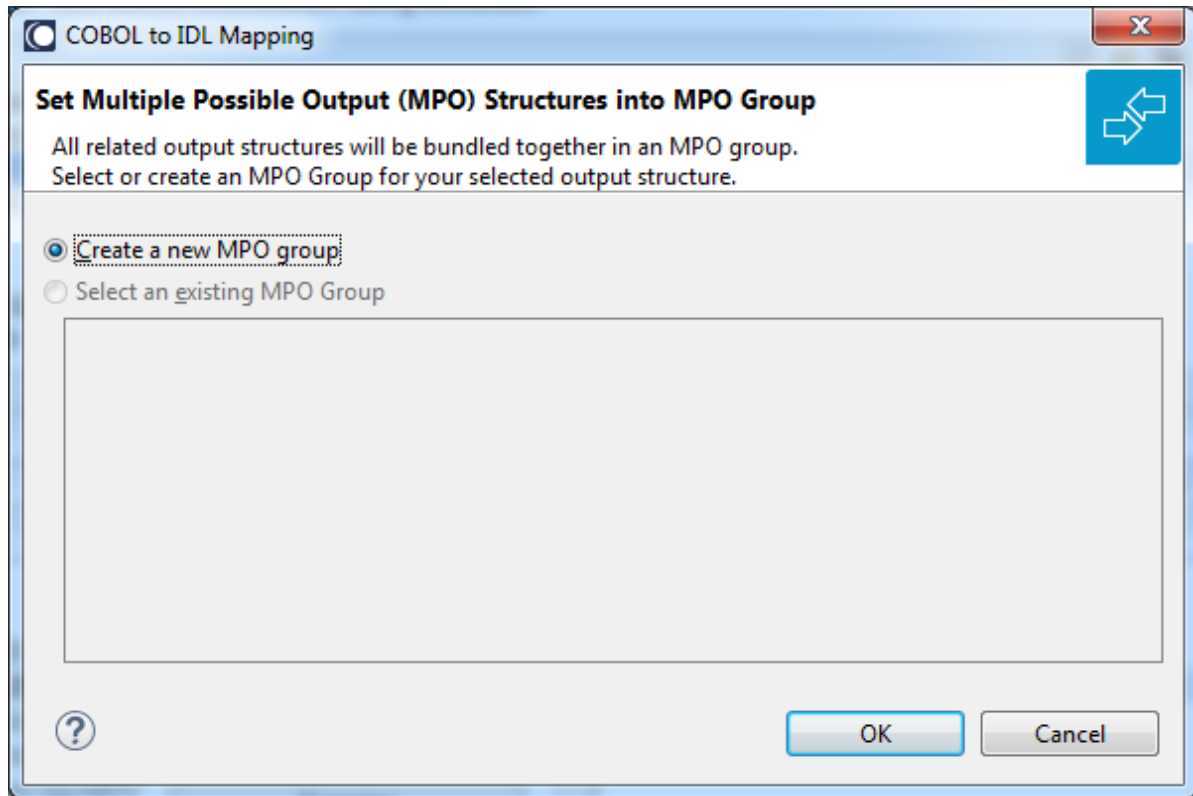 COBOL to IDL Mapping
Set Multiple Possible Output (MPO) Structures into MPO Group
All related output structures will be bundled together in an MPO group.
Select or create an MPO Group for your selected output structure.
Create a new MPO group
Select an existing MPO Group
?
OK
Cancel